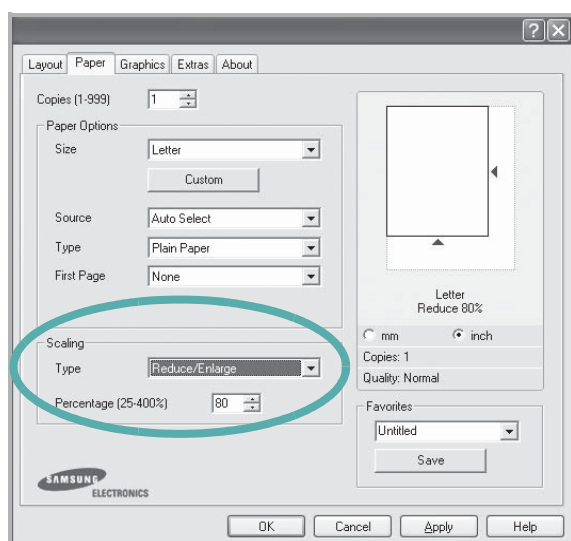 Layout Paper Graphics Extras About
Copies (1-999) 1
Paper Options
Size Letter
Custom
Source Auto Select
Type Plain Paper
First Page None
Scaling
Type Reduce/Enlarge
Percentage (25-400%) 80
SAMSUNG
ELECTRONICS
Letter
Reduce 80%
mm inch
Copies: 1
Quality: Normal
Favorites
Untitled
Save
OK Cancel Apply Help